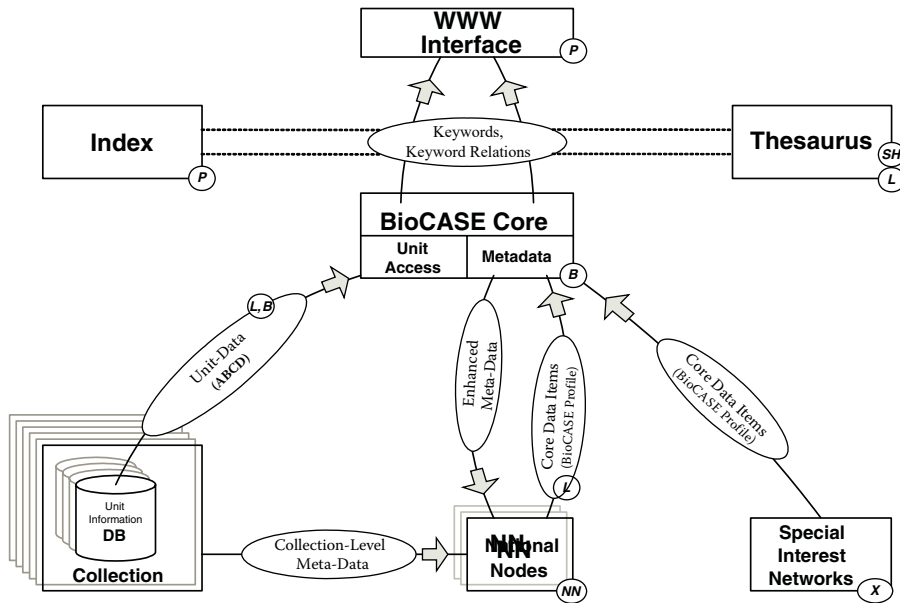 WWW
Interface
P
Index
P
Keywords,
Keyword Relations
Thesaurus
SH
L
BioCASE Core
Unit
Access
Metadata
B
L,B
Unit-Data
(ABCD)
Enhanced
Meta-Data
Core Data Items
(BioCASE Profile)
L
Core Data Items
(BioCASE Profile)
Unit
Information
DB
Collection
Collection-Level
Meta-Data
NN
National
Nodes
NN
Special
Interest
Networks
X